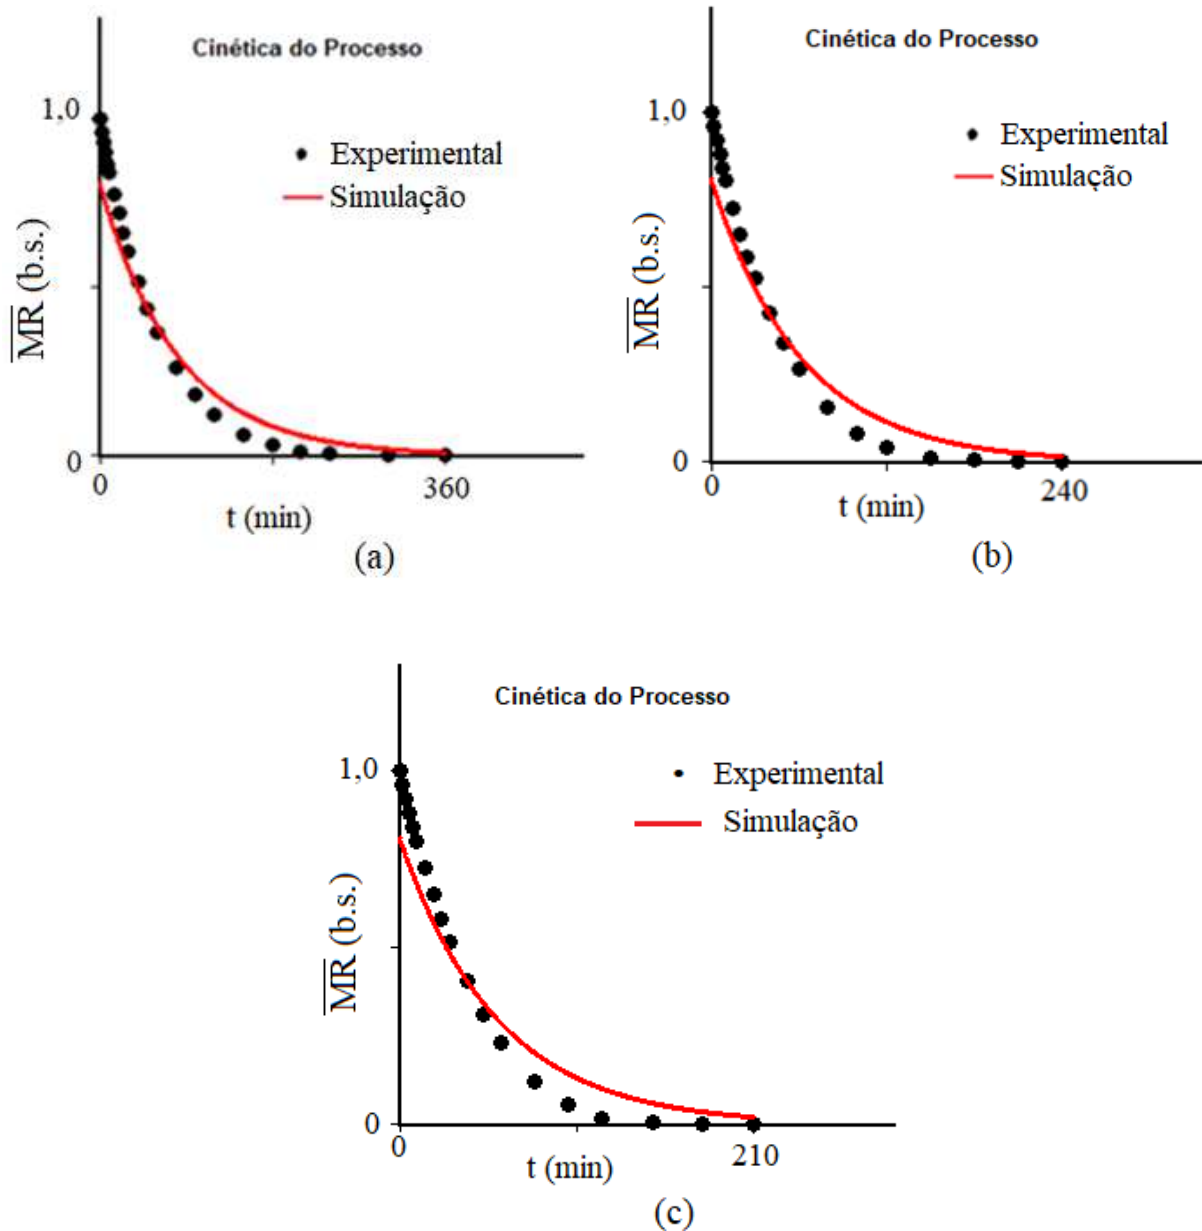 Cinética do Processo
1,0
Experimental
Simulação
MR (b.s.)
0
0
360
t (min)
(a)
Cinética do Processo
1,0
Experimental
Simulação
MR (b.s.)
0
0
240
t (min)
(b)
Cinética do Processo
1,0
Experimental
Simulação
MR (b.s.)
0
0
210
t (min)
(c)